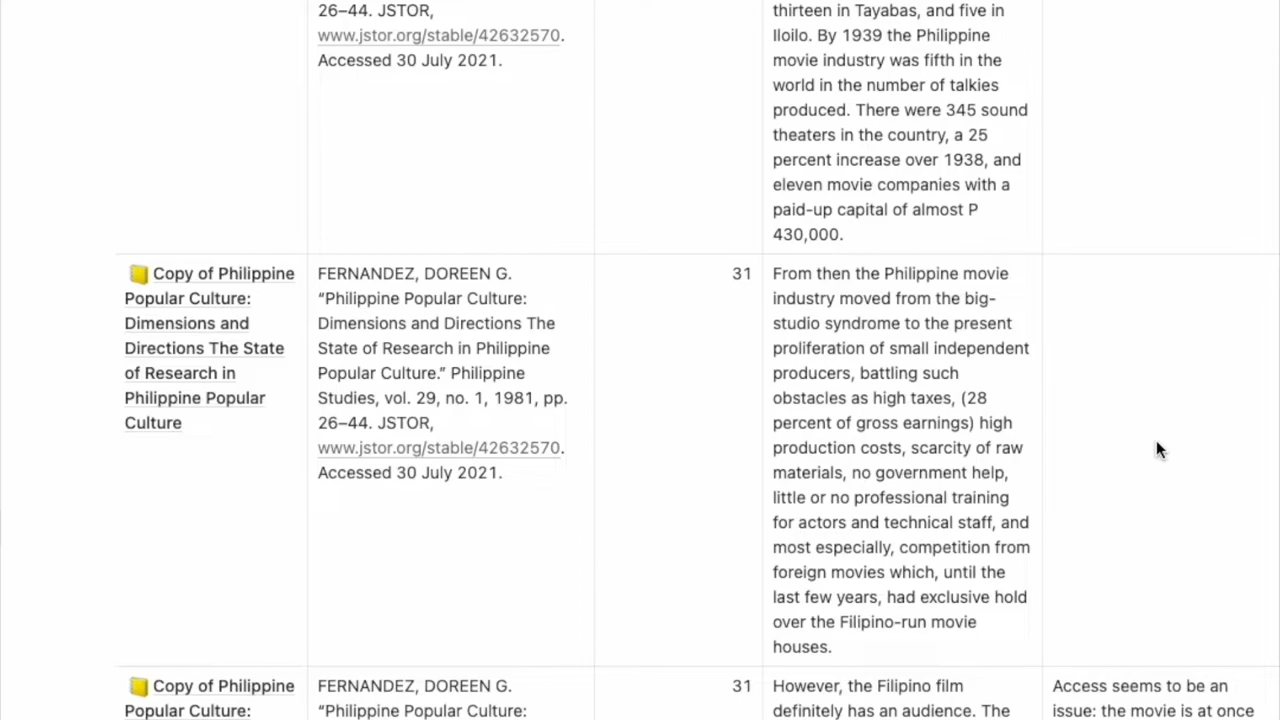 26–44. JSTOR,
www.jstor.org/stable/42632570.
Accessed 30 July 2021.
thirteen in Tayabas, and five in
Iloilo. By 1939 the Philippine
movie industry was fifth in the
world in the number of talkies
produced. There were 345 sound
theaters in the country, a 25
percent increase over 1938, and
eleven movie companies with a
paid-up capital of almost P
430,000.
Copy of Philippine
Popular Culture:
Dimensions and
Directions The State
of Research in
Philippine Popular
Culture
FERNANDEZ, DOREEN G.
“Philippine Popular Culture:
Dimensions and Directions The
State of Research in Philippine
Popular Culture.” Philippine
Studies, vol. 29, no. 1, 1981, pp.
26–44. JSTOR,
www.jstor.org/stable/42632570.
Accessed 30 July 2021.
31
From then the Philippine movie
industry moved from the big-
studio syndrome to the present
proliferation of small independent
producers, battling such
obstacles as high taxes, (28
percent of gross earnings) high
production costs, scarcity of raw
materials, no government help,
little or no professional training
for actors and technical staff, and
most especially, competition from
foreign movies which, until the
last few years, had exclusive hold
over the Filipino-run movie
houses.
Copy of Philippine
Popular Culture:
FERNANDEZ, DOREEN G.
“Philippine Popular Culture:
31
However, the Filipino film
definitely has an audience. The
Access seems to be an
issue: the movie is at once